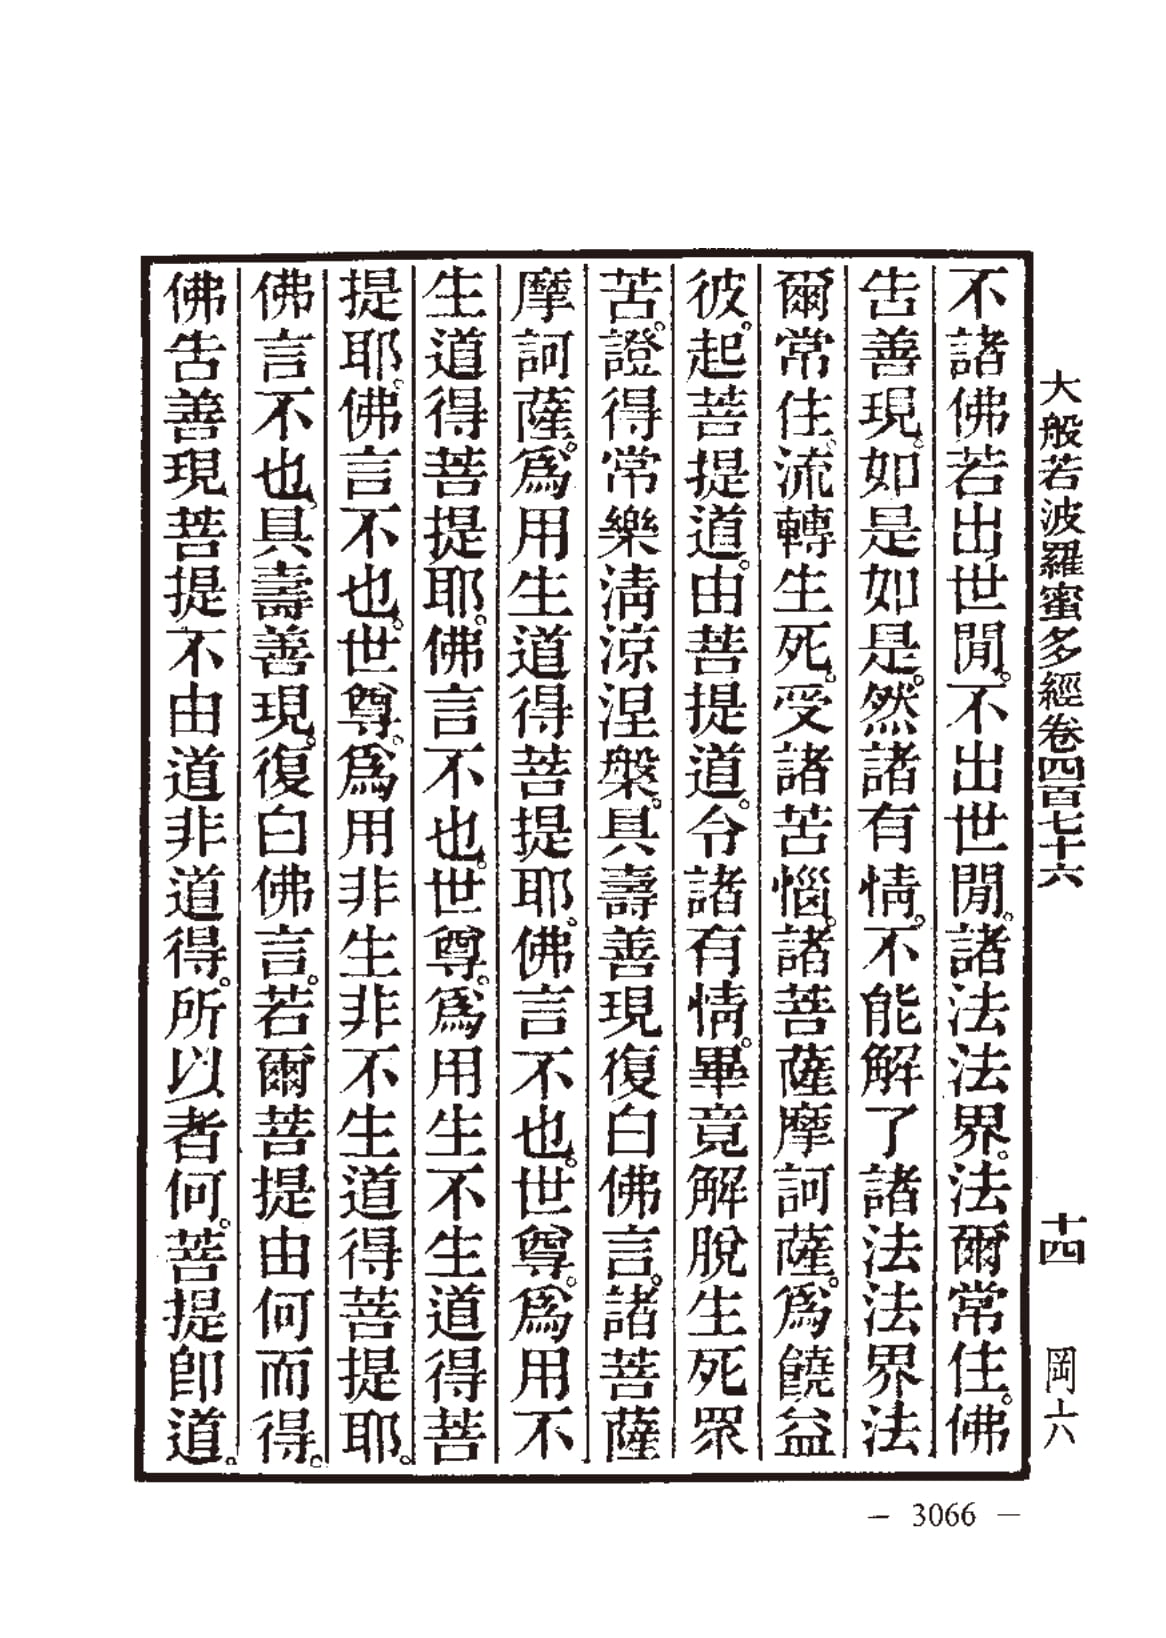 大般若波羅蜜多經卷四百七十六　十四　岡六
不諸佛若出世閒。不出世閒。諸法法界。法爾常住。佛
告善現。如是如是。然諸有情。不能解了諸法法界法
爾常住。流轉生死。受諸苦惱。諸菩薩摩訶薩。爲饒益
彼。起菩提道。由菩提道。令諸有情。畢竟解脫生死眾
苦。證得常樂淸涼涅槃。具壽善現復白佛言。諸菩薩
摩訶薩。爲用生道得菩提耶。佛言不也。世尊。爲用不
生道得菩提耶。佛言不也。世尊。爲用生不生道得菩
提耶。佛言不也。世尊。爲用非生非不生道得菩提耶。
佛言不也。具壽善現。復白佛言。若爾菩提由何而得。
佛告善現菩提不由道非道得。所以者何。菩提卽道。
— 3066 —